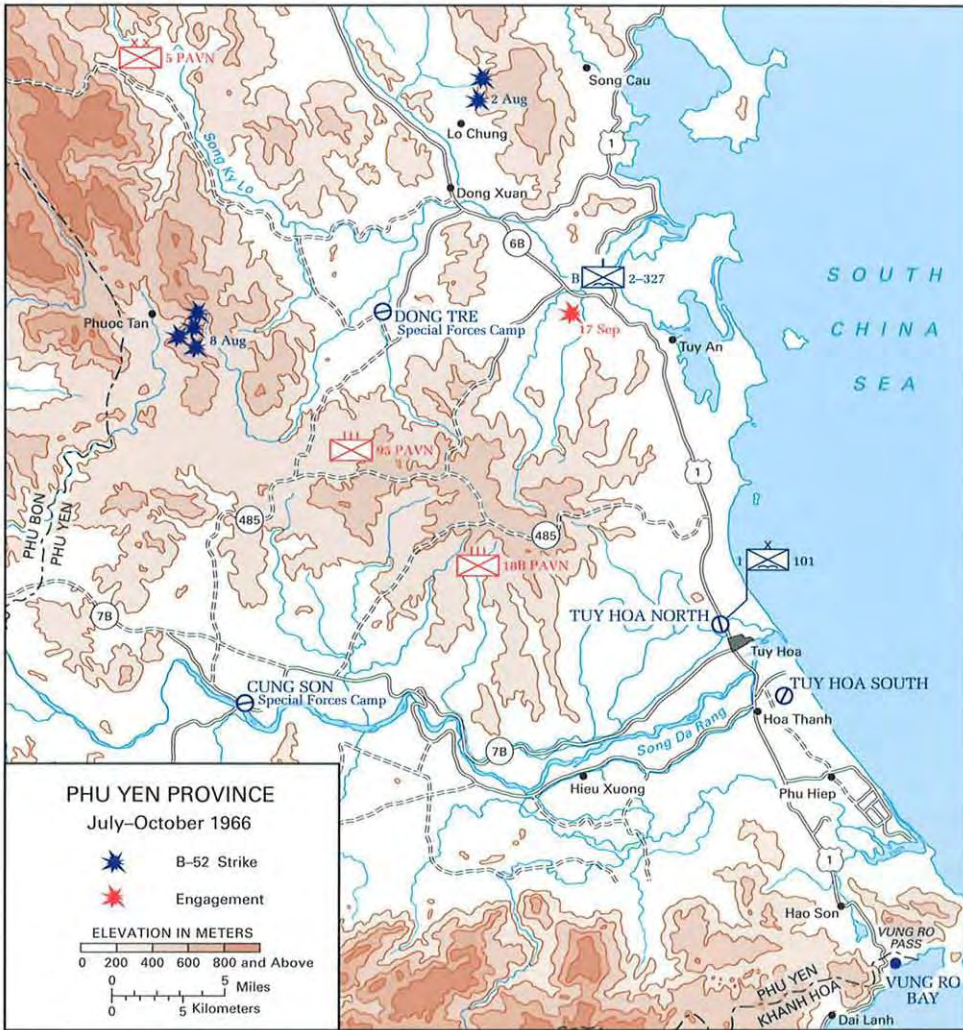 X X
5 PAVN
Song Cau
2 Aug
Lo Chung
1
Song Ky Lo
Dong Xuan
6B
B
2–327
SOUTH
CHINA
SEA
DONG TRE
Special Forces Camp
Phuoc Tan
8 Aug
17 Sep
Tuy An
95 PAVN
1
PHU BON
PHU YEN
485
485
18B PAVN
X
1
101
7B
TUY HOA NORTH
Tuy Hoa
CUNG SON
Special Forces Camp
TUY HOA SOUTH
Hoa Thanh
Song Da Rang
7B
Hieu Xuong
Phu Hiep
1
Hao Son
VUNG RO
PASS
VUNG RO
BAY
PHU YEN
KHANH HOA
Dai Lanh
PHU YEN PROVINCE
July–October 1966
B–52 Strike
Engagement
ELEVATION IN METERS
0 200 400 600 800 and Above
0 5
Miles
0 5 Kilometers